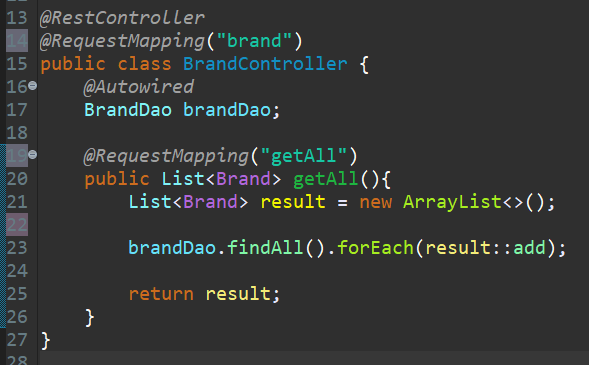 13 @RestController
14 @RequestMapping("brand")
15 public class BrandController {
16 @Autowired
17 BrandDao brandDao;
18
19 @RequestMapping("getAll")
20 public List<Brand> getAll(){
21 List<Brand> result = new ArrayList<>();
22
23 brandDao.findAll().forEach(result::add);
24
25 return result;
26 }
27 }
28